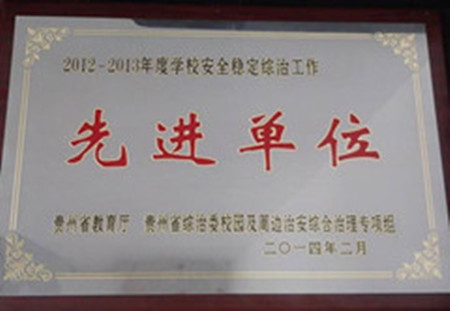 2012-2013年度学校安全稳定综治工作
先进单位
贵州省教育厅 贵州省综治委校园及周边治安综合治理专项组
二〇一四年二月